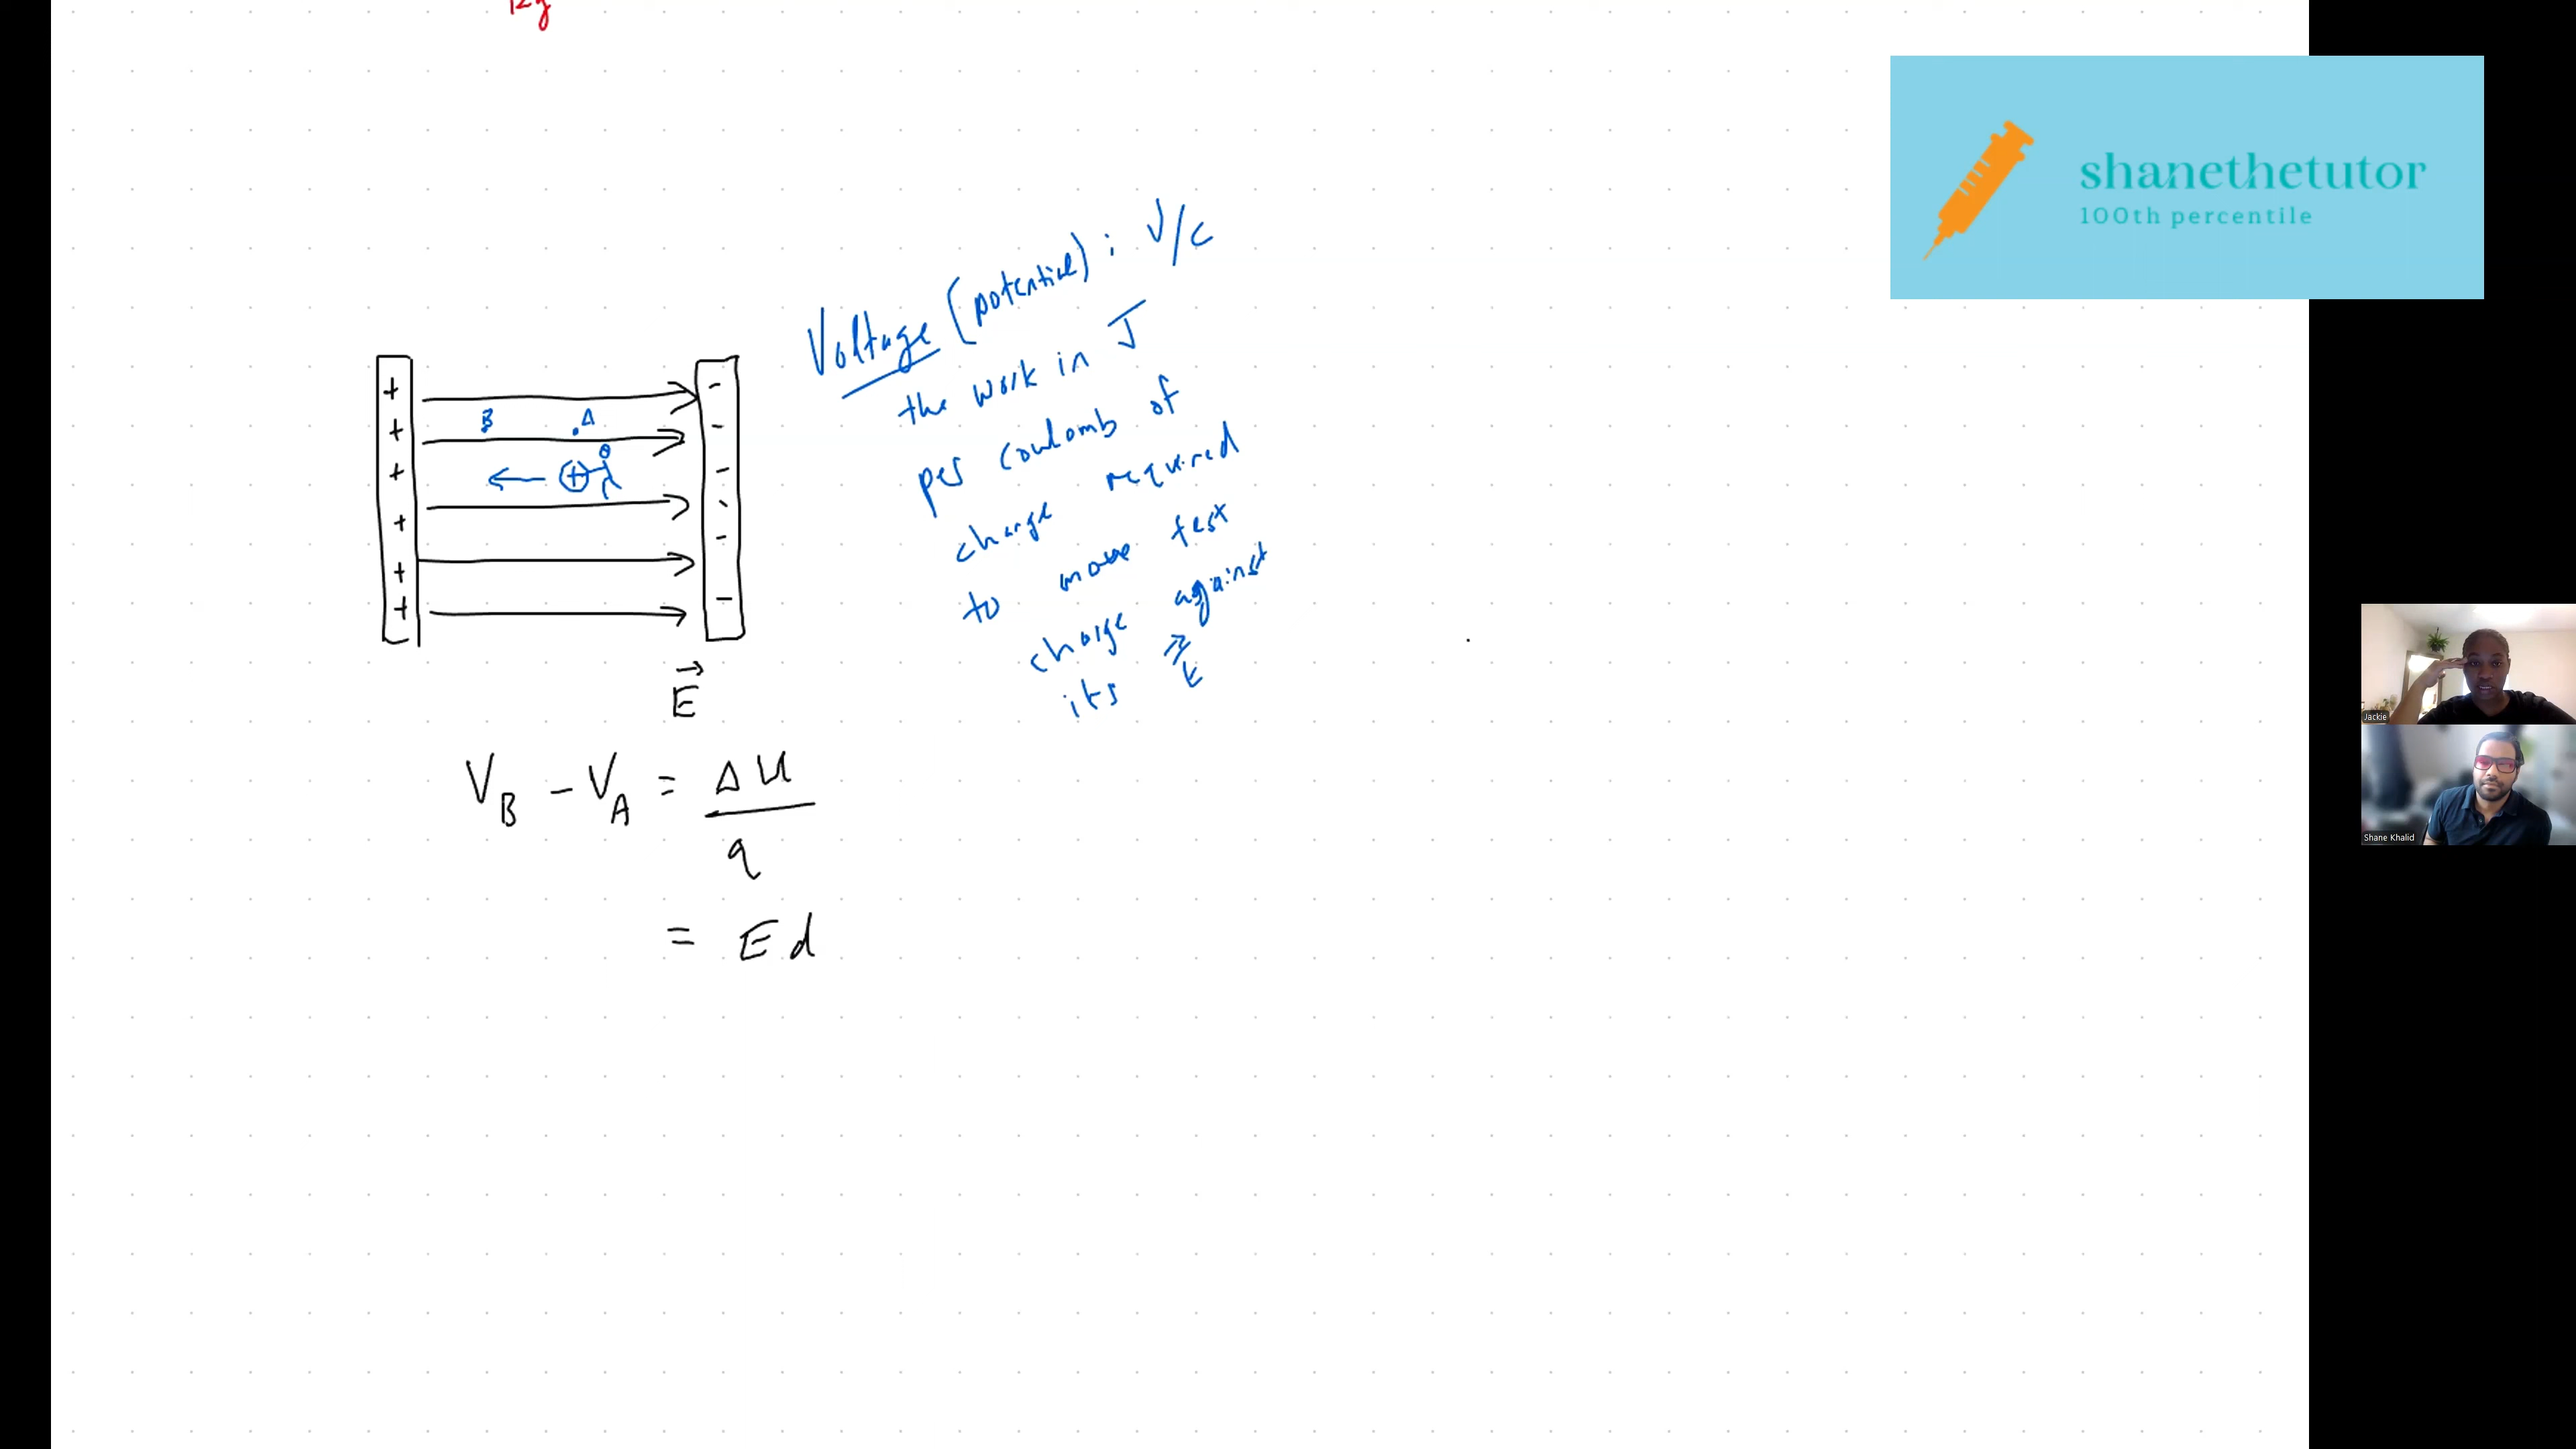 kg
shanethetutor
100th percentile
Voltage (potential): J/C
the work in J
per coulomb of
charge required
to move test
charge against
its E
+ -
+ B A -
+ + -
+ -
+ -
+ -
E
V_B - V_A = ΔU
q
= Ed
Jackie
Shane Khalid